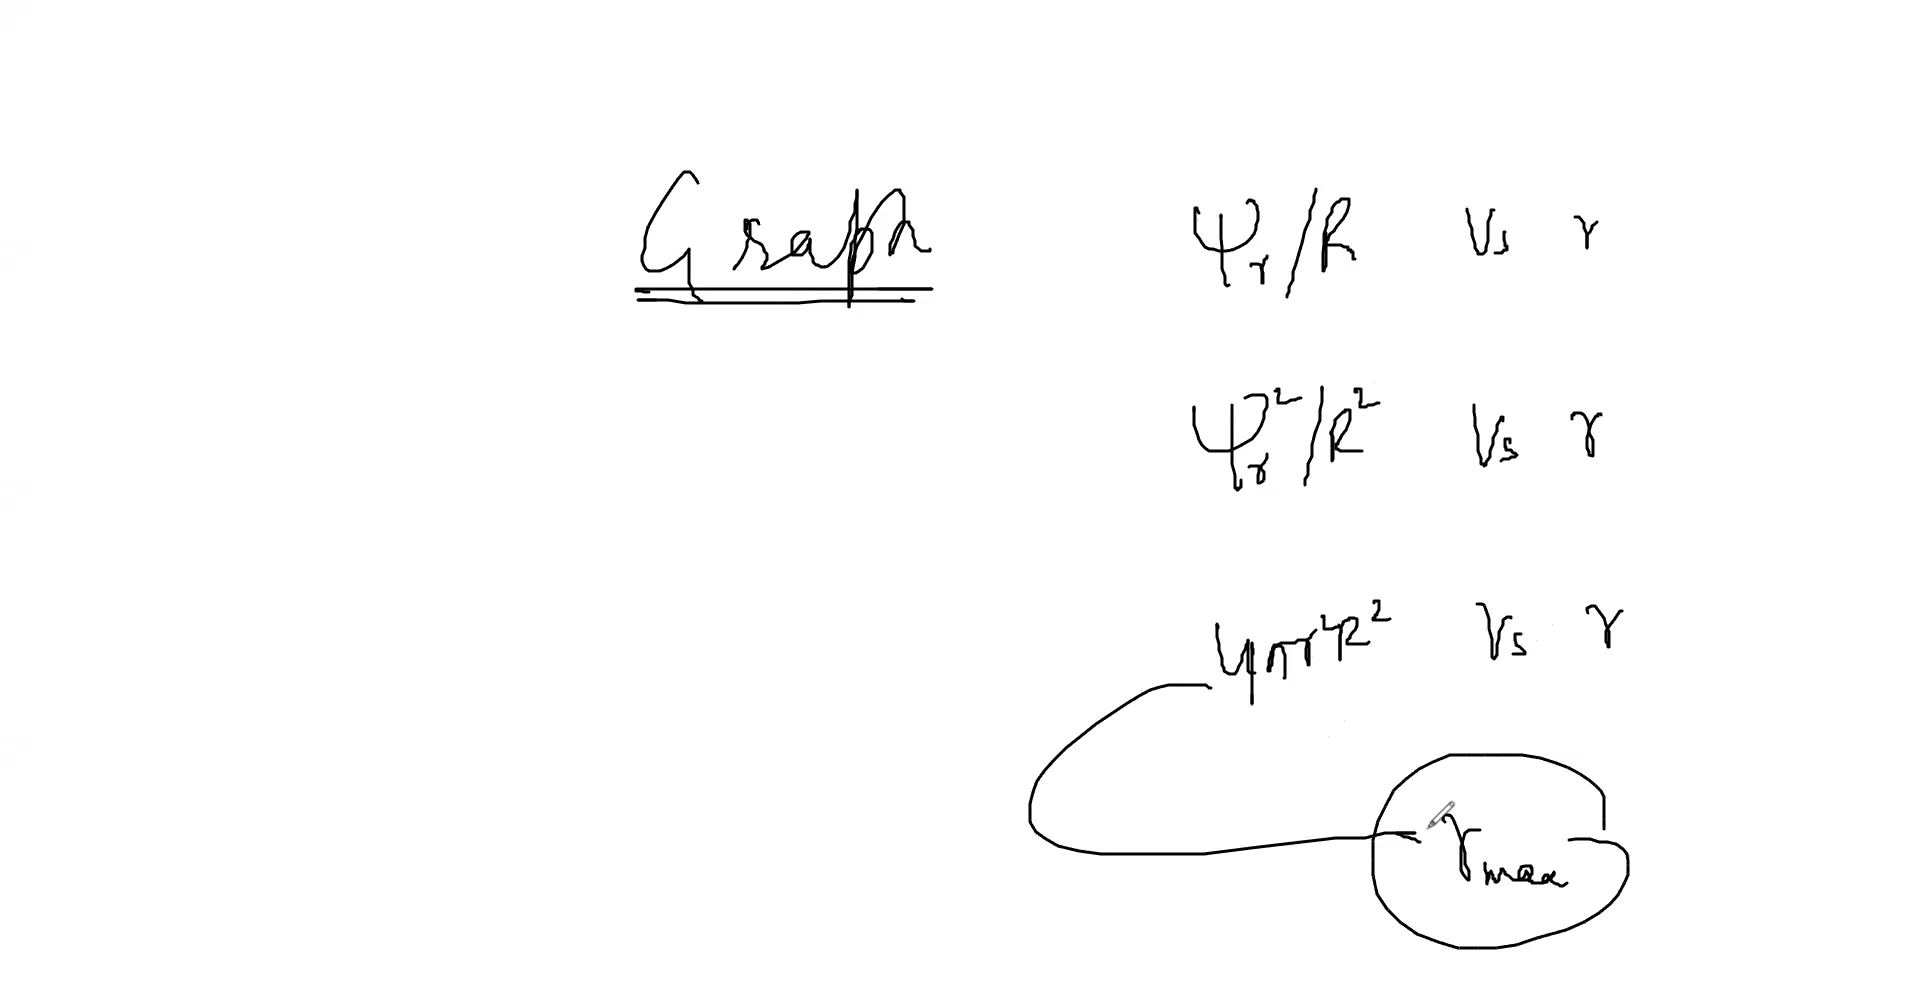 Graph
Ψᵣ/R Vs r
Ψᵣ²/R² Vs r
4πr²R² Vs r
rmax